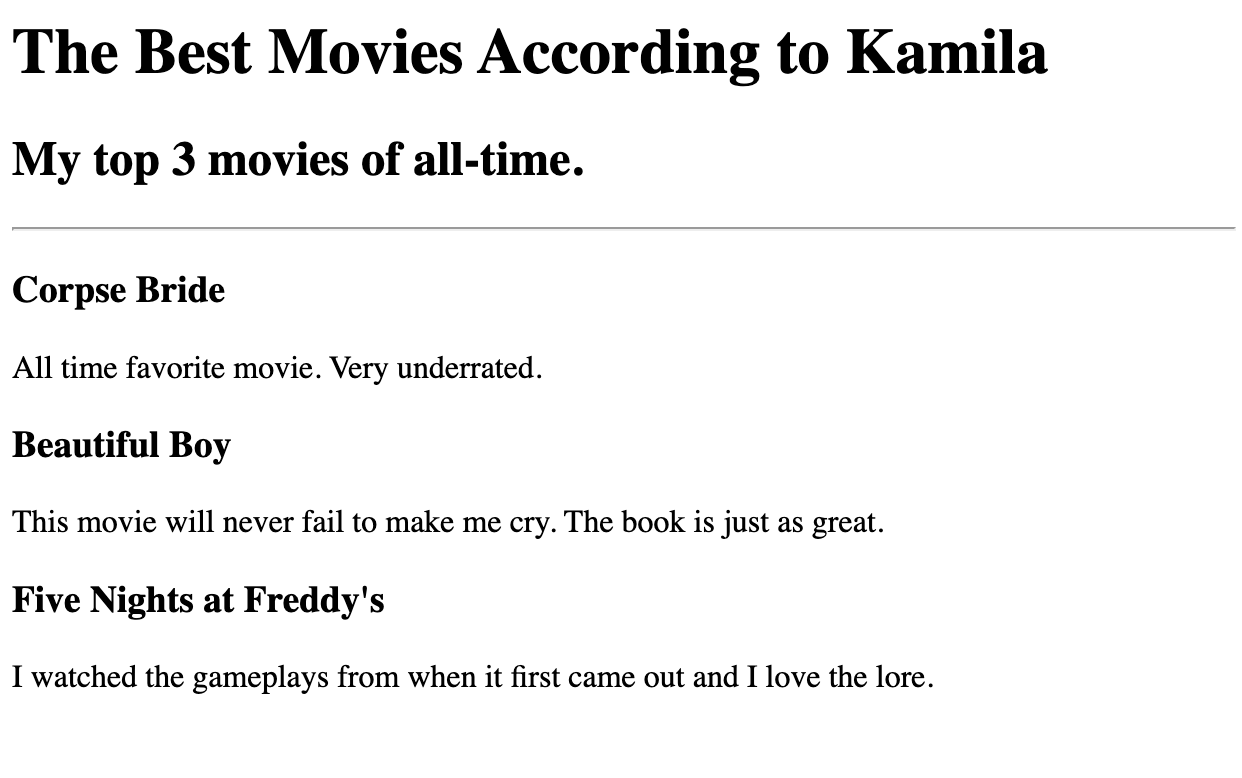 The Best Movies According to Kamila
My top 3 movies of all-time.
Corpse Bride
All time favorite movie. Very underrated.
Beautiful Boy
This movie will never fail to make me cry. The book is just as great.
Five Nights at Freddy's
I watched the gameplays from when it first came out and I love the lore.